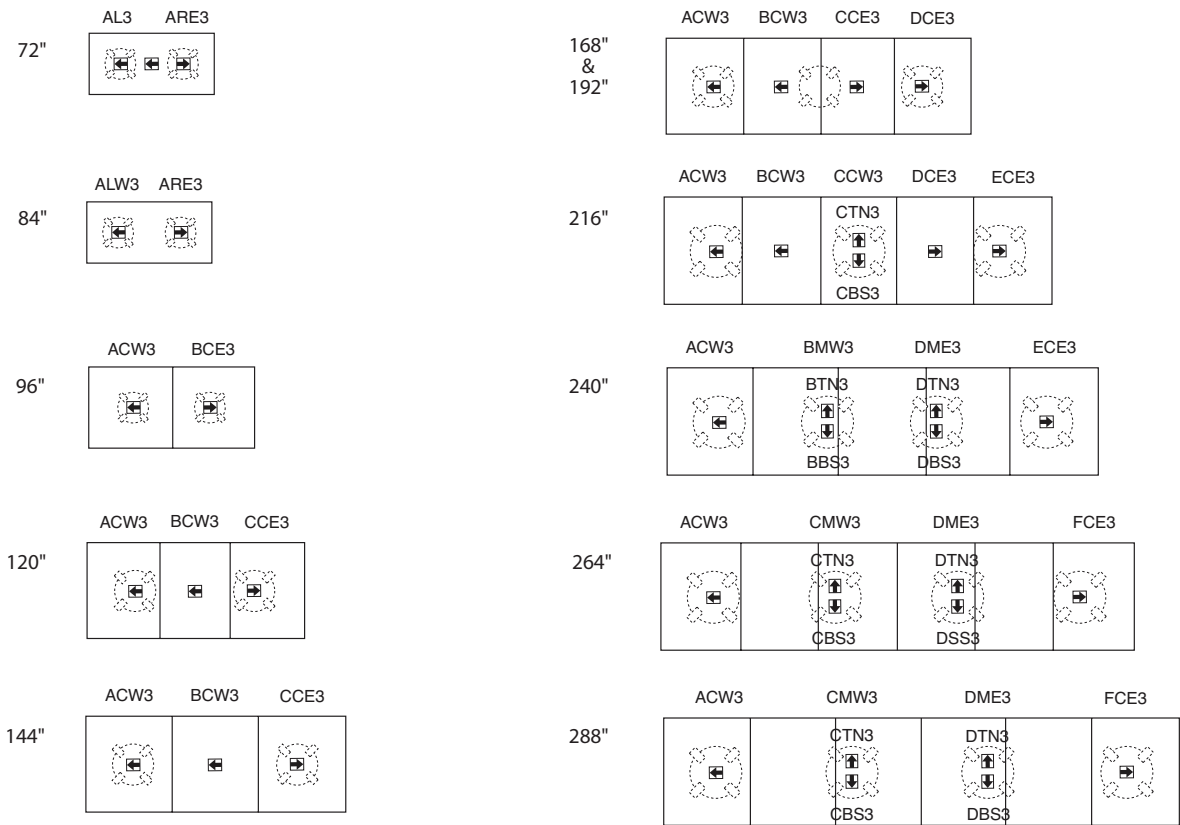 AL3 ARE3
72"
ALW3 ARE3
84"
ACW3 BCE3
96"
ACW3 BCW3 CCE3
120"
ACW3 BCW3 CCE3
144"
ACW3 BCW3 CCE3 DCE3
168"
&
192"
ACW3 BCW3 CCW3 DCE3 ECE3
216"
CTN3
CBS3
ACW3 BMW3 DME3 ECE3
240"
BTN3 DTN3
BBS3 DBS3
ACW3 CMW3 DME3 FCE3
264"
CTN3 DTN3
CBS3 DSS3
ACW3 CMW3 DME3 FCE3
288"
CTN3 DTN3
CBS3 DBS3